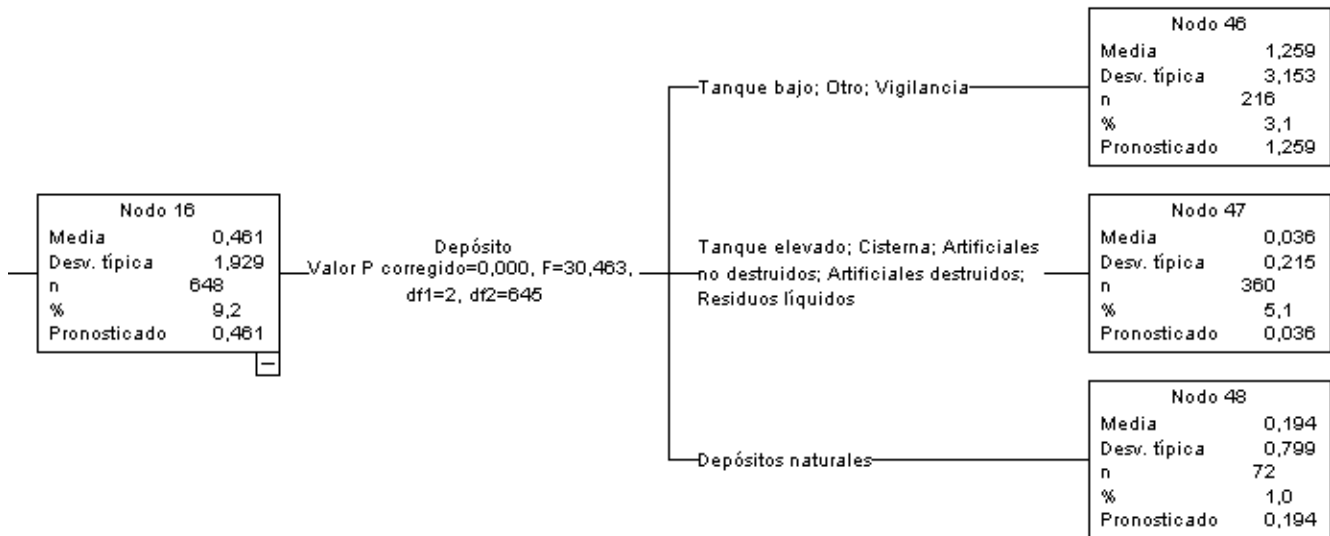 Nodo 16
Media 0,461
Desv. típica 1,929
n 648
% 9,2
Pronosticado 0,461
Depósito
Valor P corregido=0,000, F=30,463,
df1=2, df2=645
Tanque bajo; Otro; Vigilancia
Nodo 46
Media 1,259
Desv. típica 3,153
n 216
% 3,1
Pronosticado 1,259
Tanque elevado; Cisterna; Artificiales
no destruidos; Artificiales destruidos;
Residuos líquidos
Nodo 47
Media 0,036
Desv. típica 0,215
n 360
% 5,1
Pronosticado 0,036
Depósitos naturales
Nodo 48
Media 0,194
Desv. típica 0,799
n 72
% 1,0
Pronosticado 0,194